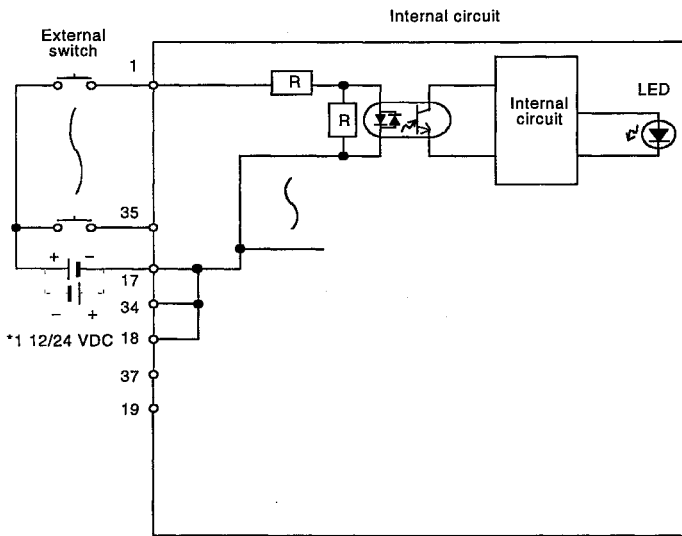 Internal circuit
External
switch
1
R
R
Internal
circuit
LED
35
+ −
17
− +
34
*1 12/24 VDC 18
37
19